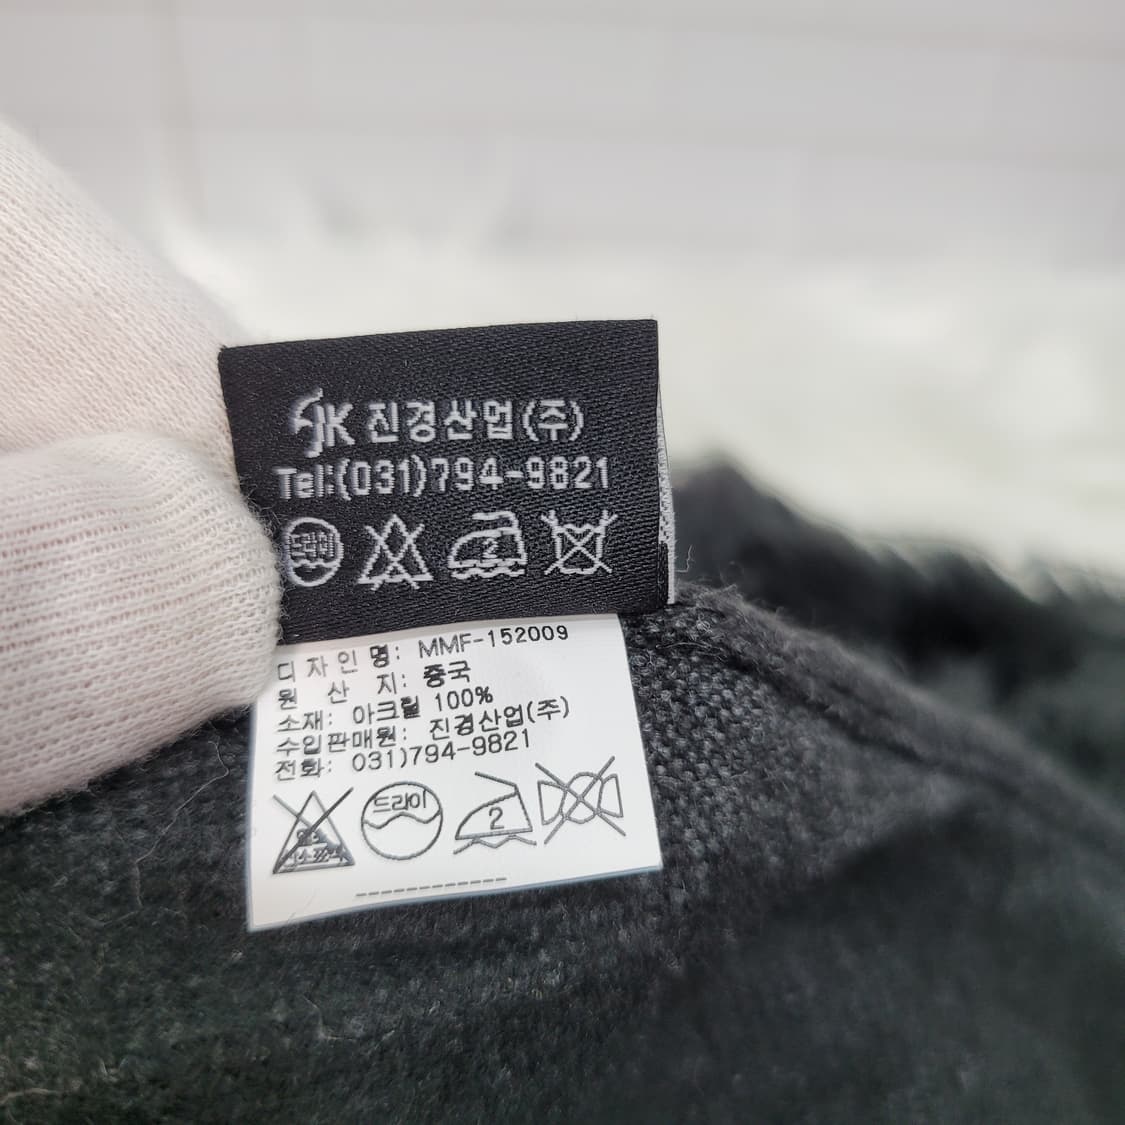 JK 진경산업(주)
Tel:(031)794-9821
드라이
2
디자인명: MMF-152009
원 산 지: 중국
소재: 아크릴 100%
수입판매원: 진경산업(주)
전화: 031)794-9821
드라이
2